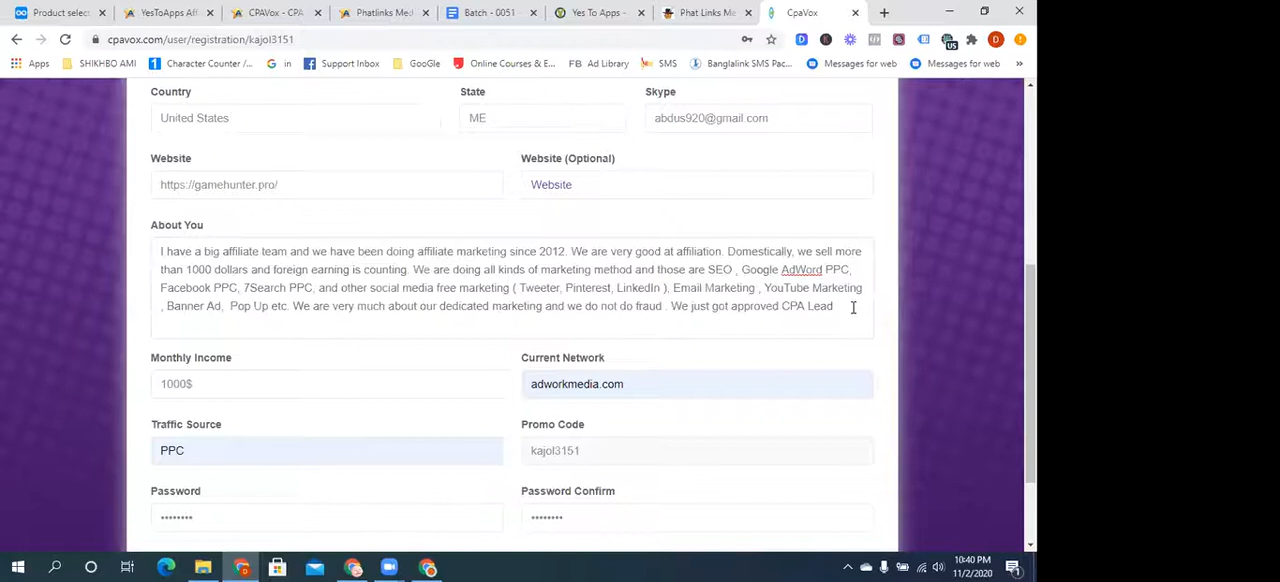 Product select
YesToApps Aff
CPAVox - CPA
Phatlinks Med
Batch - 0051
Yes To Apps -
Phat Links Me
CpaVox
cpavox.com/user/registration/kajol3151
Apps
SHIKHBO AMI
Character Counter /...
in
Support Inbox
GooGle
Online Courses & E...
FB Ad Library
SMS
Banglalink SMS Pac...
Messages for web
Messages for web
Country
State
Skype
United States
ME
abdus920@gmail.com
Website
Website (Optional)
https://gamehunter.pro/
Website
About You
I have a big affiliate team and we have been doing affiliate marketing since 2012. We are very good at affiliation. Domestically, we sell more
than 1000 dollars and foreign earning is counting. We are doing all kinds of marketing method and those are SEO , Google AdWord PPC,
Facebook PPC, 7Search PPC, and other social media free marketing ( Tweeter, Pinterest, LinkedIn ), Email Marketing , YouTube Marketing
, Banner Ad, Pop Up etc. We are very much about our dedicated marketing and we do not do fraud . We just got approved CPA Lead
Monthly Income
Current Network
1000$
adworkmedia.com
Traffic Source
Promo Code
PPC
kajol3151
Password
Password Confirm
••••••••
••••••••
10:40 PM
11/2/2020